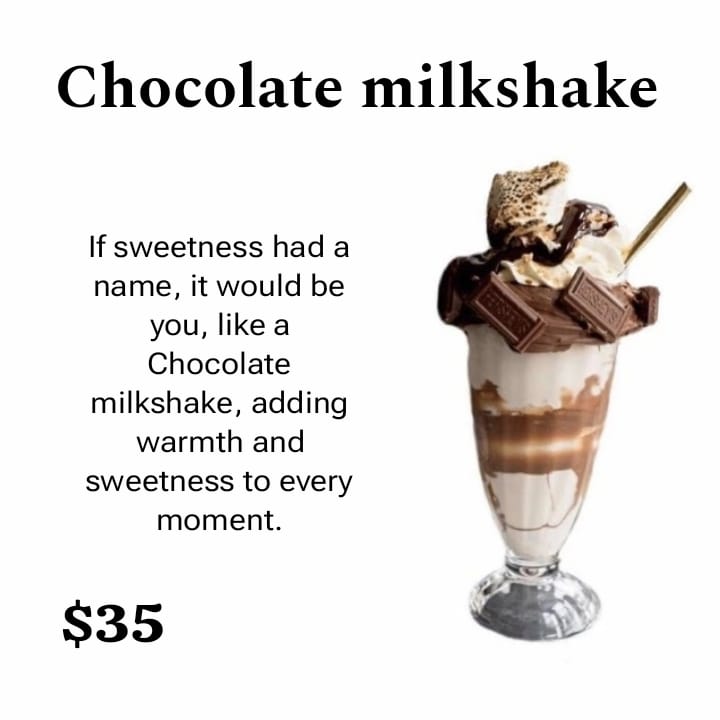 Chocolate milkshake
If sweetness had a
name, it would be
you, like a
Chocolate
milkshake, adding
warmth and
sweetness to every
moment.
$35